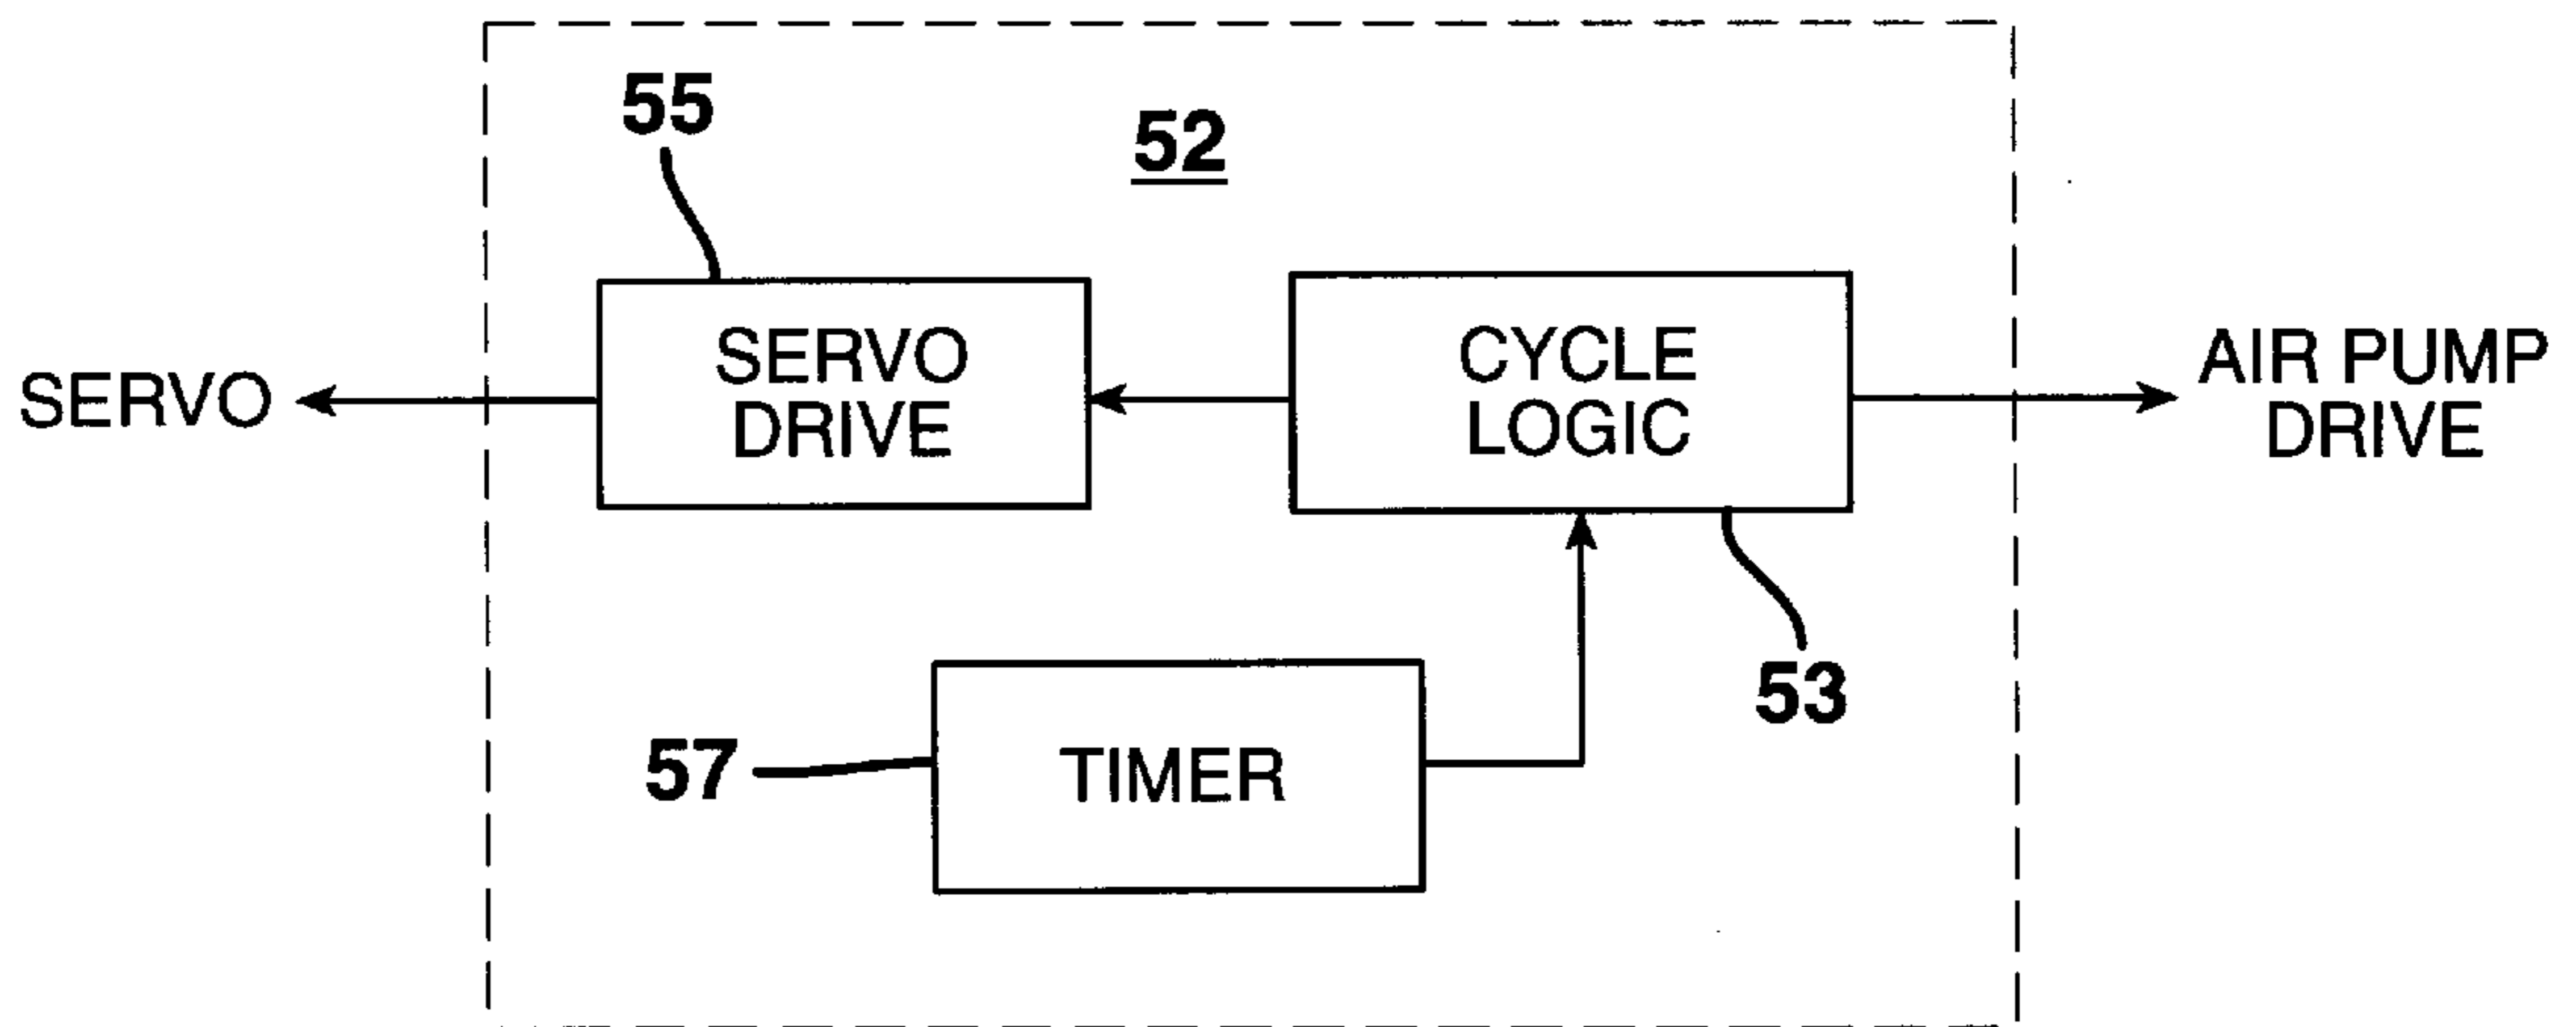 55
52
SERVO
SERVO
DRIVE
CYCLE
LOGIC
AIR PUMP
DRIVE
53
57
TIMER